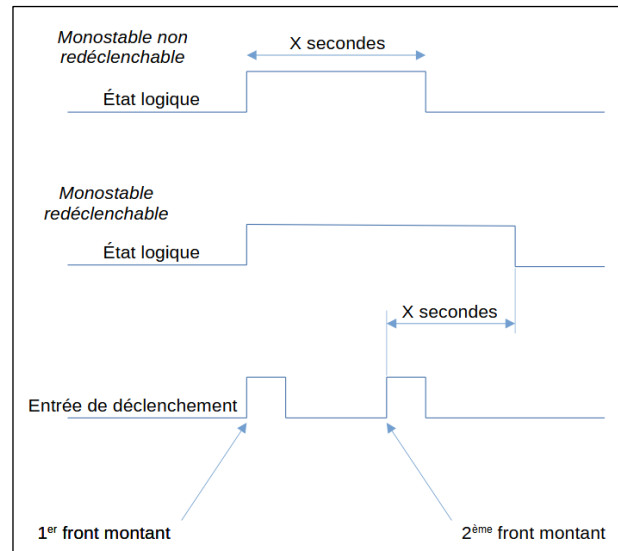 Monostable non
redéclenchable
X secondes
État logique
Monostable
redéclenchable
État logique
X secondes
Entrée de déclenchement
1er front montant
2ème front montant